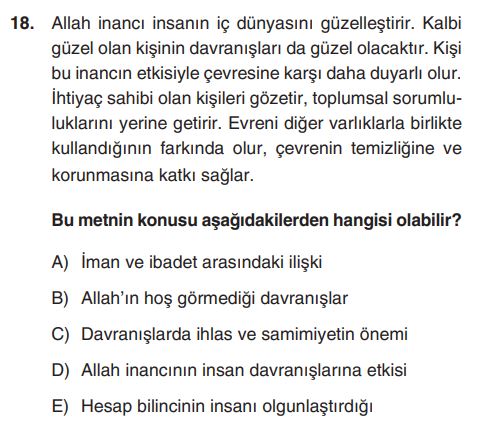 18. Allah inancı insanın iç dünyasını güzelleştirir. Kalbi
güzel olan kişinin davranışları da güzel olacaktır. Kişi
bu inancın etkisiyle çevresine karşı daha duyarlı olur.
İhtiyaç sahibi olan kişileri gözetir, toplumsal sorumlu-
luklarını yerine getirir. Evreni diğer varlıklarla birlikte
kullandığının farkında olur, çevrenin temizliğine ve
korunmasına katkı sağlar.
Bu metnin konusu aşağıdakilerden hangisi olabilir?
A) İman ve ibadet arasındaki ilişki
B) Allah’ın hoş görmediği davranışlar
C) Davranışlarda ihlas ve samimiyetin önemi
D) Allah inancının insan davranışlarına etkisi
E) Hesap bilincinin insanı olgunlaştırdığı